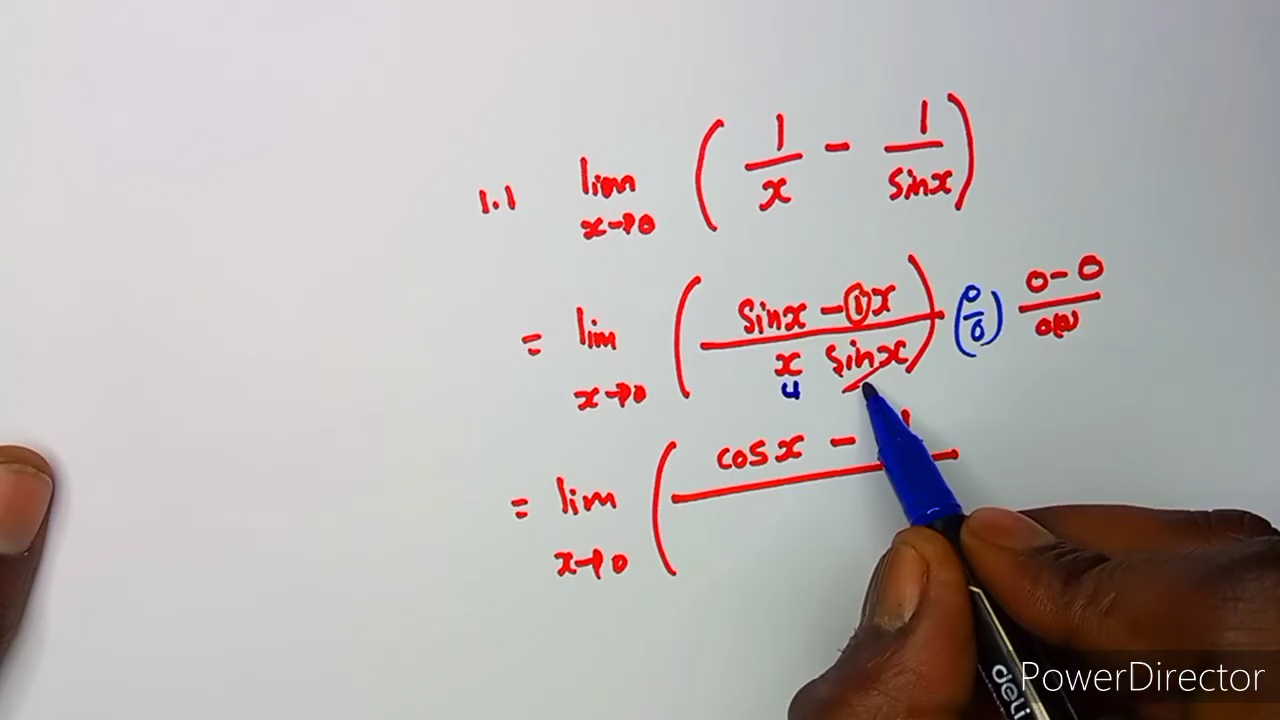 1.1 lim x→0 ( 1/x - 1/sinx )
= lim x→0 ( sinx - 1x / x sinx ) (0/0) 0-0 / 0(0)
u
= lim x→0 ( cosx -
deli
PowerDirector